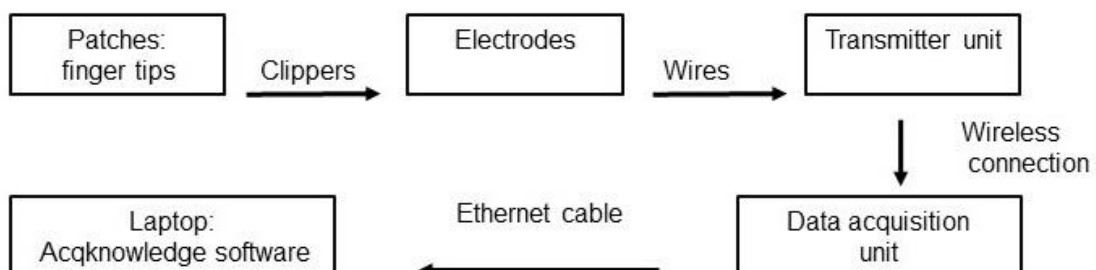 Patches:
finger tips
Clippers
Electrodes
Wires
Transmitter unit
Wireless
connection
Data acquisition
unit
Ethernet cable
Laptop:
Acqknowledge software